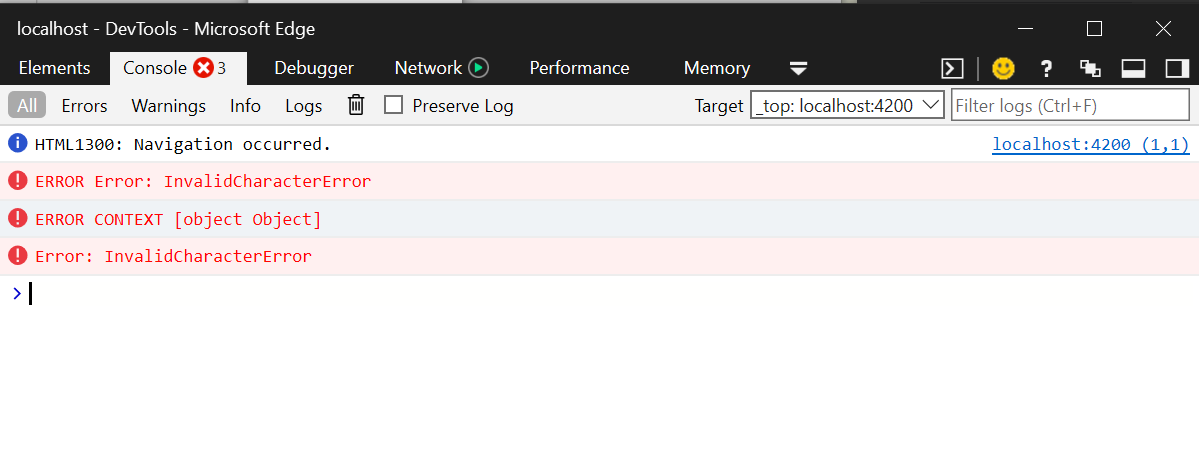 localhost - DevTools - Microsoft Edge
Elements Console 3 Debugger Network Performance Memory ?
All Errors Warnings Info Logs Preserve Log Target _top: localhost:4200 Filter logs (Ctrl+F)
HTML1300: Navigation occurred. localhost:4200 (1,1)
ERROR Error: InvalidCharacterError
ERROR CONTEXT [object Object]
Error: InvalidCharacterError